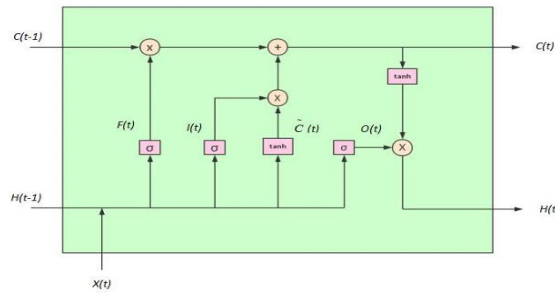 C(t-1)
x
+
C(t)
tanh
X
F(t)
I(t)
C̃ (t)
O(t)
σ
σ
tanh
σ
X
H(t-1)
H(t
X(t)